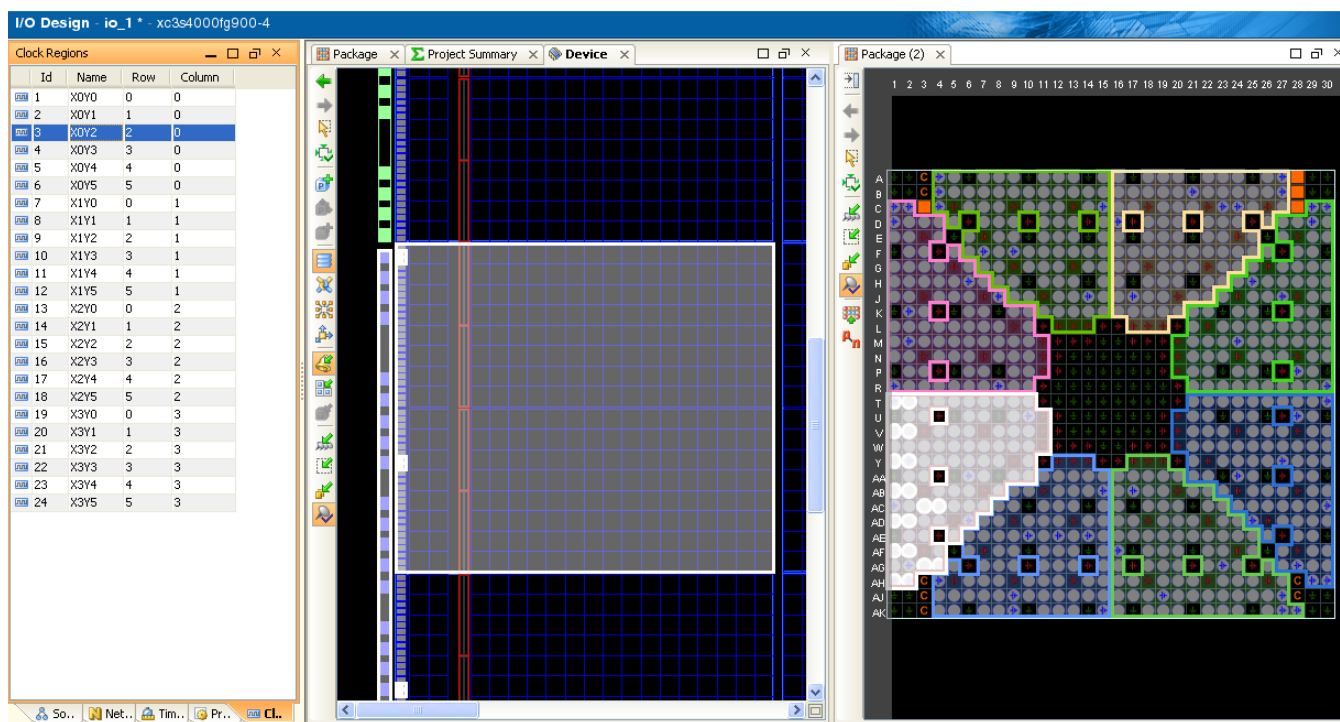 I/O Design - io_1 * - xc3s4000fg900-4
Clock Regions
Id Name Row Column
1 X0Y0 0 0
2 X0Y1 1 0
3 X0Y2 2 0
4 X0Y3 3 0
5 X0Y4 4 0
6 X0Y5 5 0
7 X1Y0 0 1
8 X1Y1 1 1
9 X1Y2 2 1
10 X1Y3 3 1
11 X1Y4 4 1
12 X1Y5 5 1
13 X2Y0 0 2
14 X2Y1 1 2
15 X2Y2 2 2
16 X2Y3 3 2
17 X2Y4 4 2
18 X2Y5 5 2
19 X3Y0 0 3
20 X3Y1 1 3
21 X3Y2 2 3
22 X3Y3 3 3
23 X3Y4 4 3
24 X3Y5 5 3
So.. Net.. Tim.. Pr.. Cl..
Package Project Summary Device
Package (2)
1 2 3 4 5 6 7 8 9 10 11 12 13 14 15 16 17 18 19 20 21 22 23 24 25 26 27 28 29 30
A C
B C
C
D
E
F
G
H
J
K
L
M
N
P
R
T
U
V
W
Y
AA
AB
AC
AD
AE
AF
AG
AH C C
AJ C C
AK C